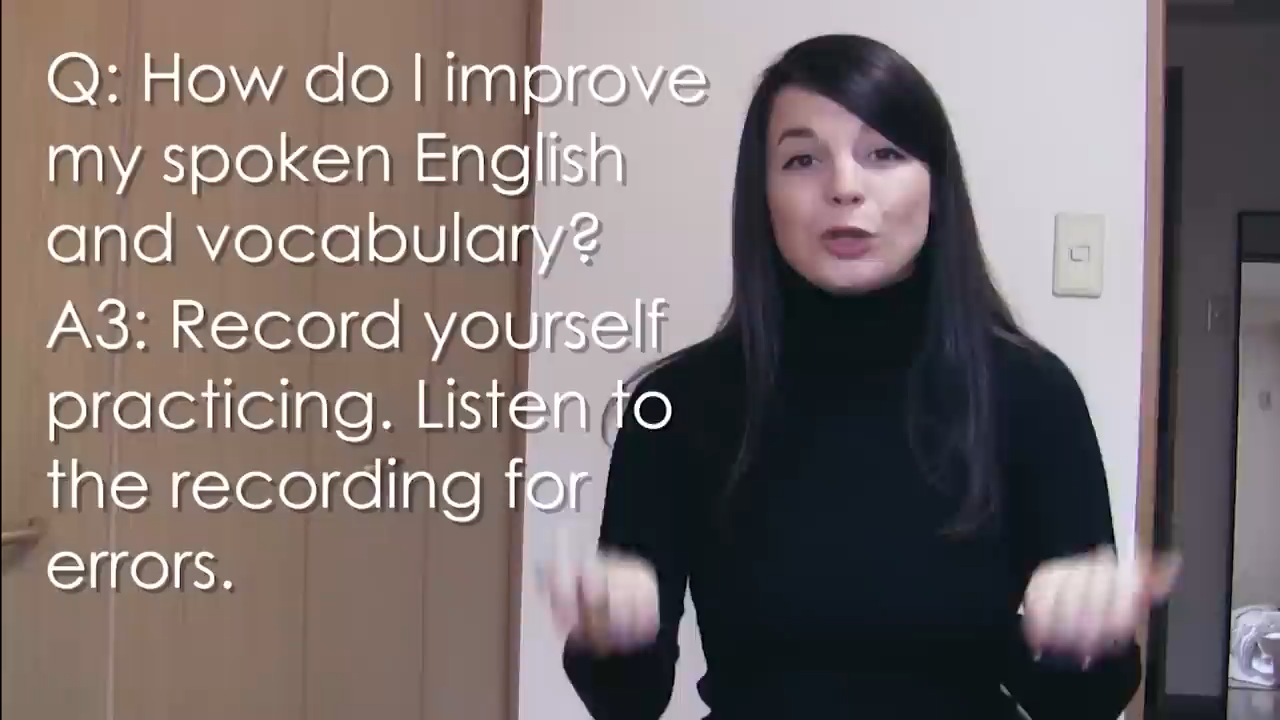 Q: How do I improve
my spoken English
and vocabulary?
A3: Record yourself
practicing. Listen to
the recording for
errors.